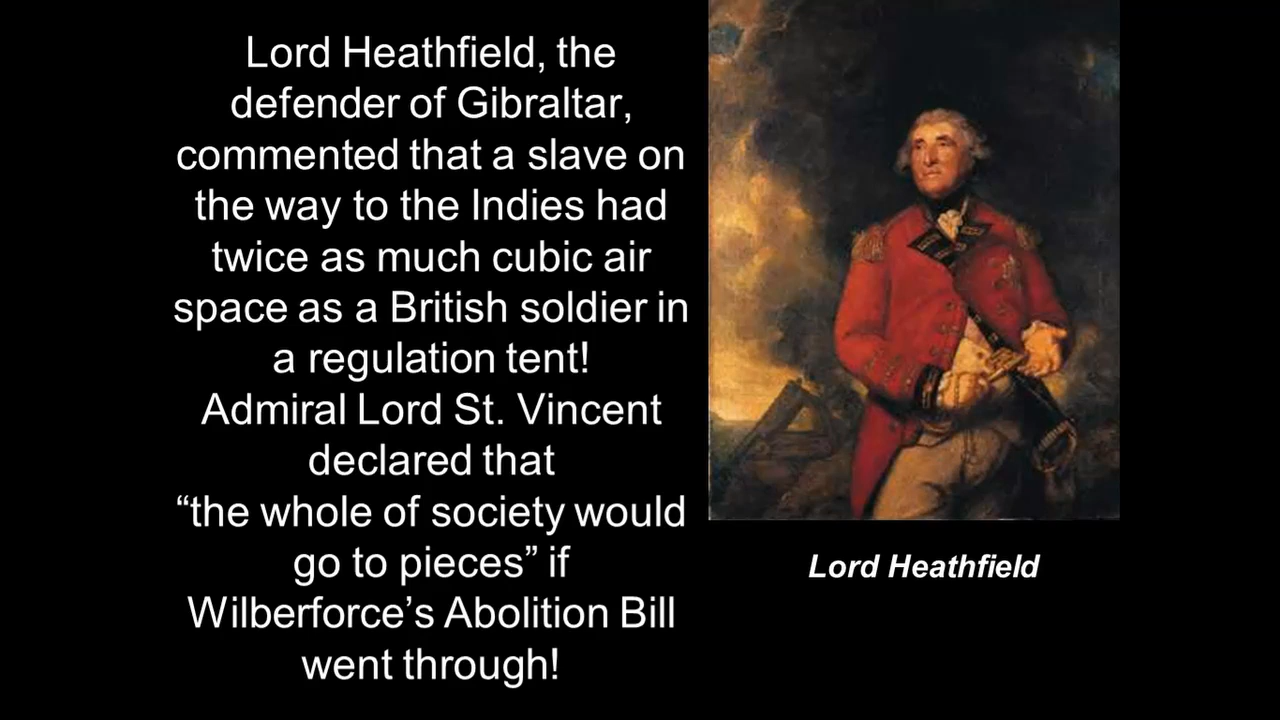 Lord Heathfield, the
defender of Gibraltar,
commented that a slave on
the way to the Indies had
twice as much cubic air
space as a British soldier in
a regulation tent!
Admiral Lord St. Vincent
declared that
“the whole of society would
go to pieces” if
Wilberforce’s Abolition Bill
went through!
Lord Heathfield